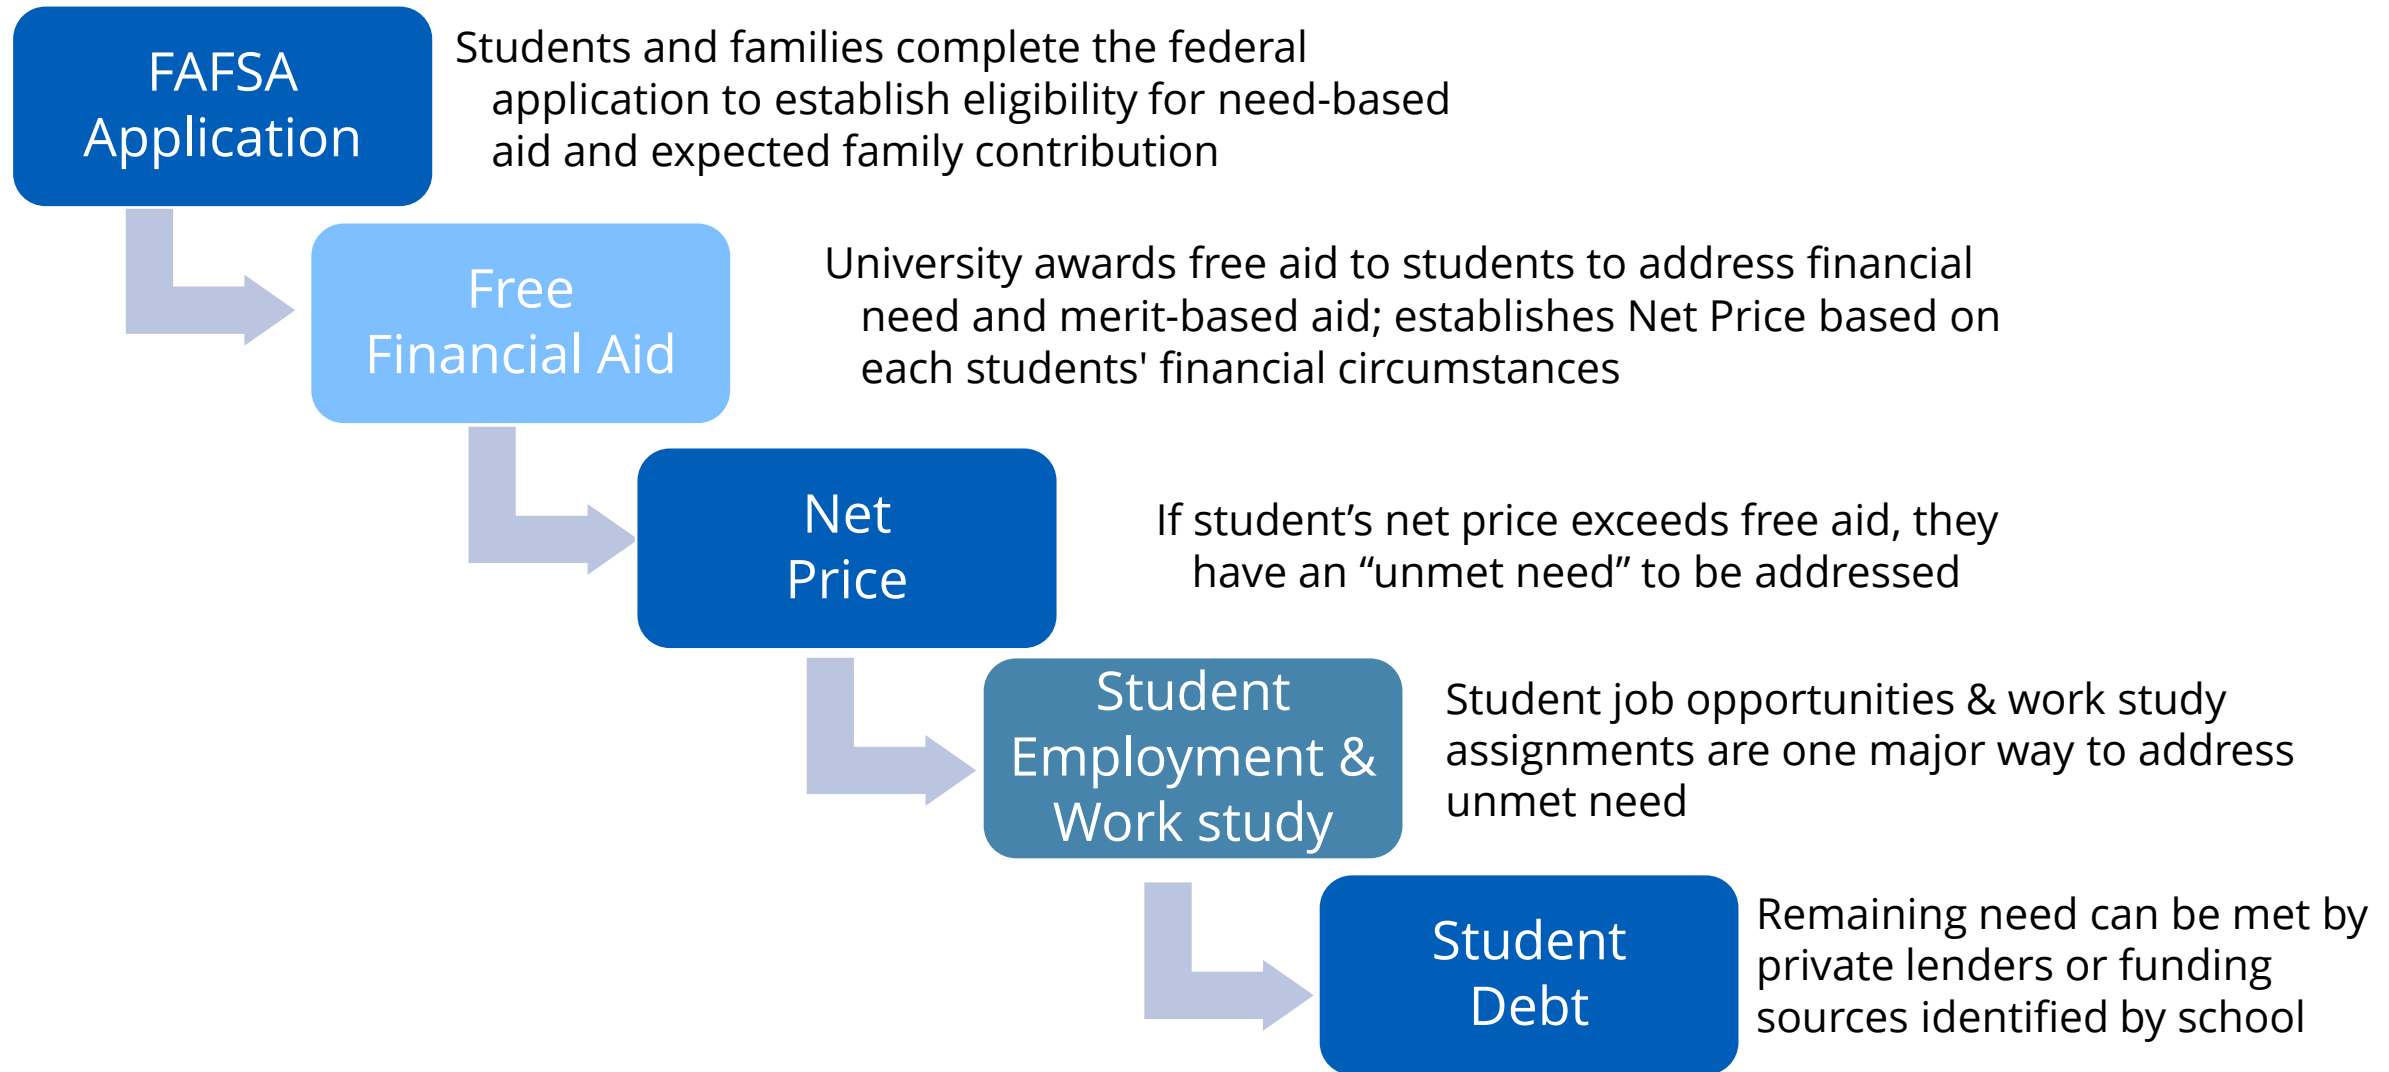 FAFSA
Application
Students and families complete the federal
application to establish eligibility for need-based
aid and expected family contribution
Free
Financial Aid
University awards free aid to students to address financial
need and merit-based aid; establishes Net Price based on
each students' financial circumstances
Net
Price
If student’s net price exceeds free aid, they
have an “unmet need” to be addressed
Student
Employment &
Work study
Student job opportunities & work study
assignments are one major way to address
unmet need
Student
Debt
Remaining need can be met by
private lenders or funding
sources identified by school